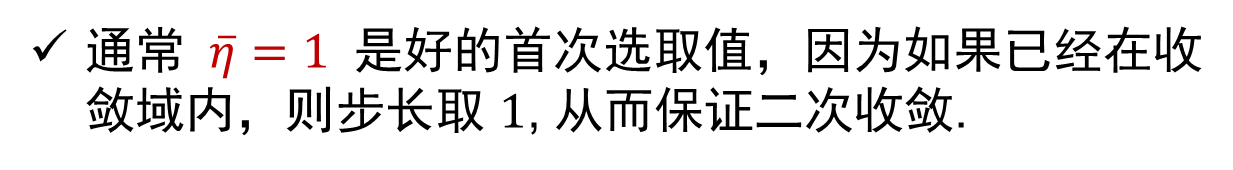 ✓ 通常 η̄ = 1 是好的首次选取值，因为如果已经在收
敛域内，则步长取 1, 从而保证二次收敛.